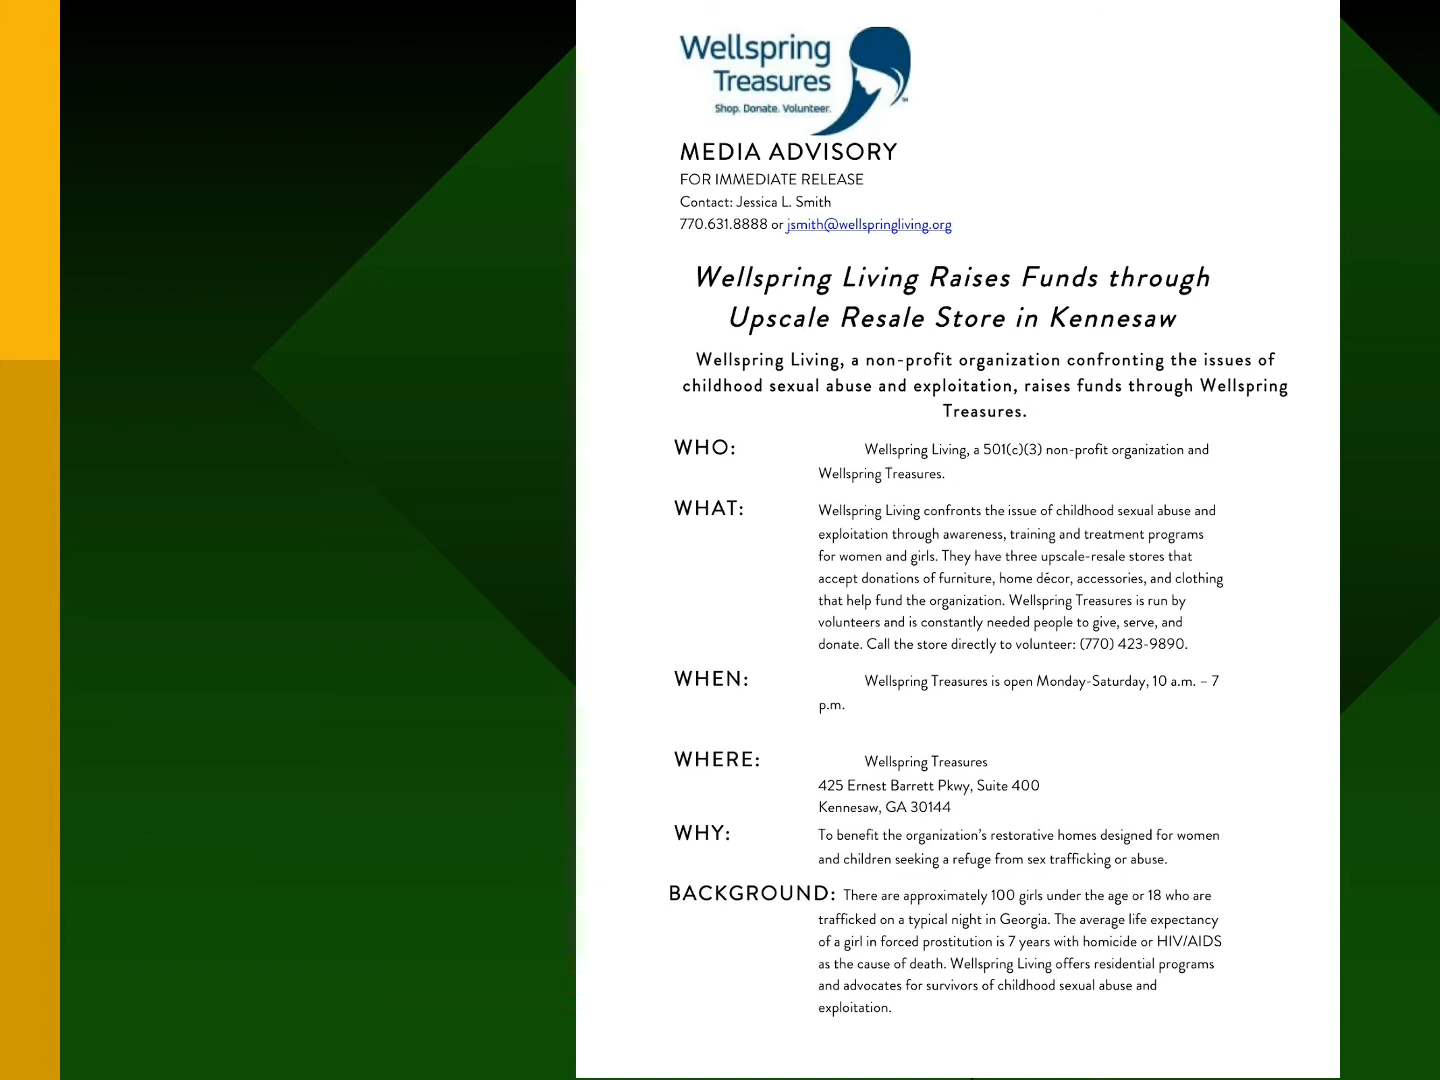 Wellspring
Treasures
Shop. Donate. Volunteer.
MEDIA ADVISORY
FOR IMMEDIATE RELEASE
Contact: Jessica L. Smith
770.631.8888 or jsmith@wellspringliving.org
Wellspring Living Raises Funds through
Upscale Resale Store in Kennesaw
Wellspring Living, a non-profit organization confronting the issues of
childhood sexual abuse and exploitation, raises funds through Wellspring
Treasures.
WHO: Wellspring Living, a 501(c)(3) non-profit organization and
Wellspring Treasures.
WHAT: Wellspring Living confronts the issue of childhood sexual abuse and
exploitation through awareness, training and treatment programs
for women and girls. They have three upscale-resale stores that
accept donations of furniture, home décor, accessories, and clothing
that help fund the organization. Wellspring Treasures is run by
volunteers and is constantly needed people to give, serve, and
donate. Call the store directly to volunteer: (770) 423-9890.
WHEN: Wellspring Treasures is open Monday-Saturday, 10 a.m. – 7
p.m.
WHERE: Wellspring Treasures
425 Ernest Barrett Pkwy, Suite 400
Kennesaw, GA 30144
WHY: To benefit the organization's restorative homes designed for women
and children seeking a refuge from sex trafficking or abuse.
BACKGROUND: There are approximately 100 girls under the age or 18 who are
trafficked on a typical night in Georgia. The average life expectancy
of a girl in forced prostitution is 7 years with homicide or HIV/AIDS
as the cause of death. Wellspring Living offers residential programs
and advocates for survivors of childhood sexual abuse and
exploitation.